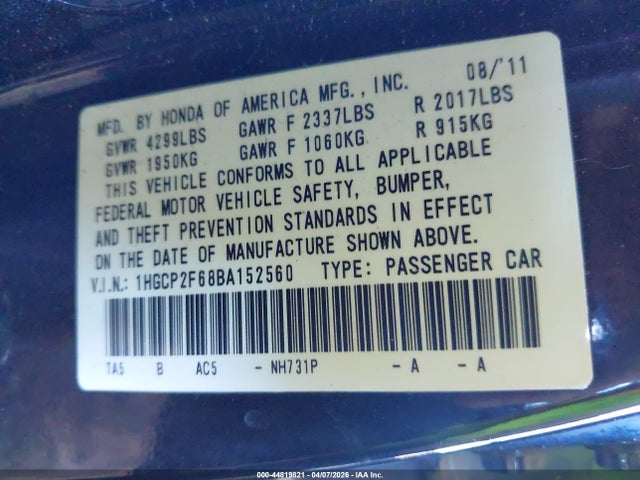 MFD. BY HONDA OF AMERICA MFG., INC. 08/'11
GVWR 4299LBS GAWR F 2337LBS R 2017LBS
GVWR 1950KG GAWR F 1060KG R 915KG
THIS VEHICLE CONFORMS TO ALL APPLICABLE
FEDERAL MOTOR VEHICLE SAFETY, BUMPER,
AND THEFT PREVENTION STANDARDS IN EFFECT
ON THE DATE OF MANUFACTURE SHOWN ABOVE.
V.I.N.: 1HGCP2F68BA152560 TYPE: PASSENGER CAR
TA5 B AC5 - NH731P - A - A
000-44819821 - 04/07/2026 - IAA Inc.